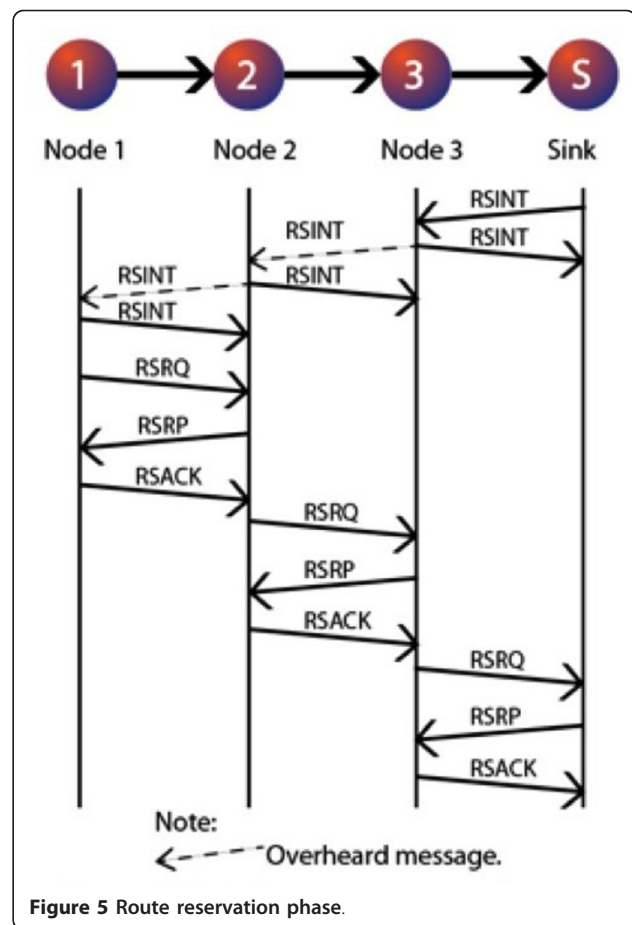 1 2 3 S
Node 1 Node 2 Node 3 Sink
RSINT
RSINT RSINT
RSINT RSINT
RSINT
RSRQ
RSRP
RSACK
RSRQ
RSRP
RSACK
RSRQ
RSRP
RSACK
Note:
Overheard message.
Figure 5 Route reservation phase.